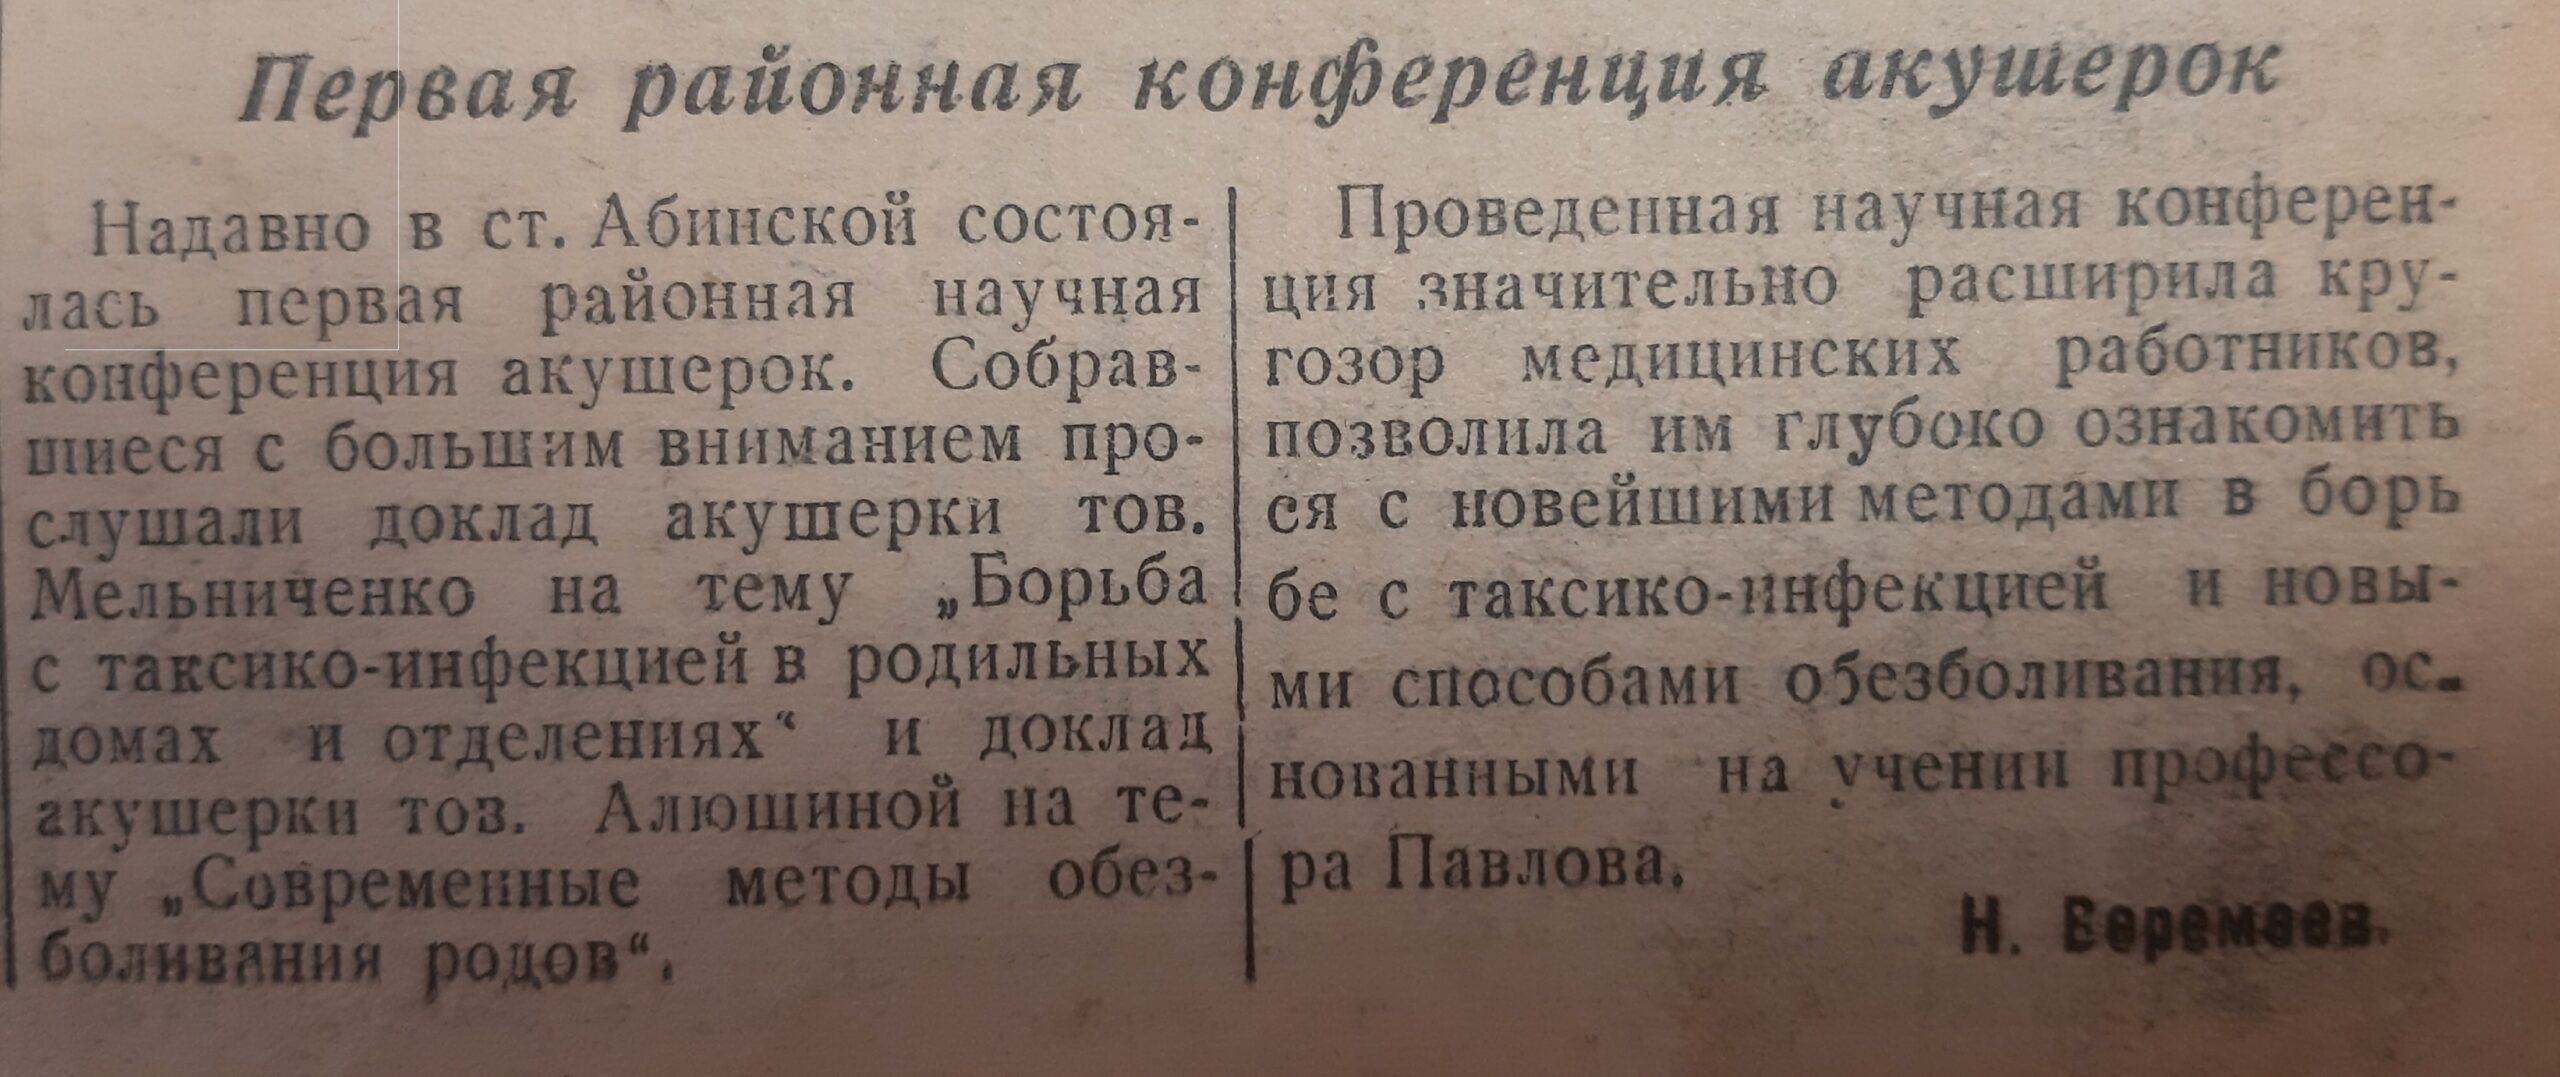 Первая районная конференция акушерок
Надавно в ст. Абинской состоя-
лась первая районная научная
конференция акушерок. Собрав-
шиеся с большим вниманием про-
слушали доклад акушерки тов.
Мельниченко на тему „Борьба
с таксико-инфекцией в родильных
домах и отделениях“ и доклад
акушерки тов. Алюшиной на те-
му „Современные методы обез-
боливания родов“.
Проведенная научная конферен-
ция значительно расширила кру-
гозор медицинских работников,
позволила им глубоко ознакомить
ся с новейшими методами в борь
бе с таксико-инфекцией и новы-
ми способами обезболивания, ос-
нованными на учении профессо-
ра Павлова.
Н. Веремеев.